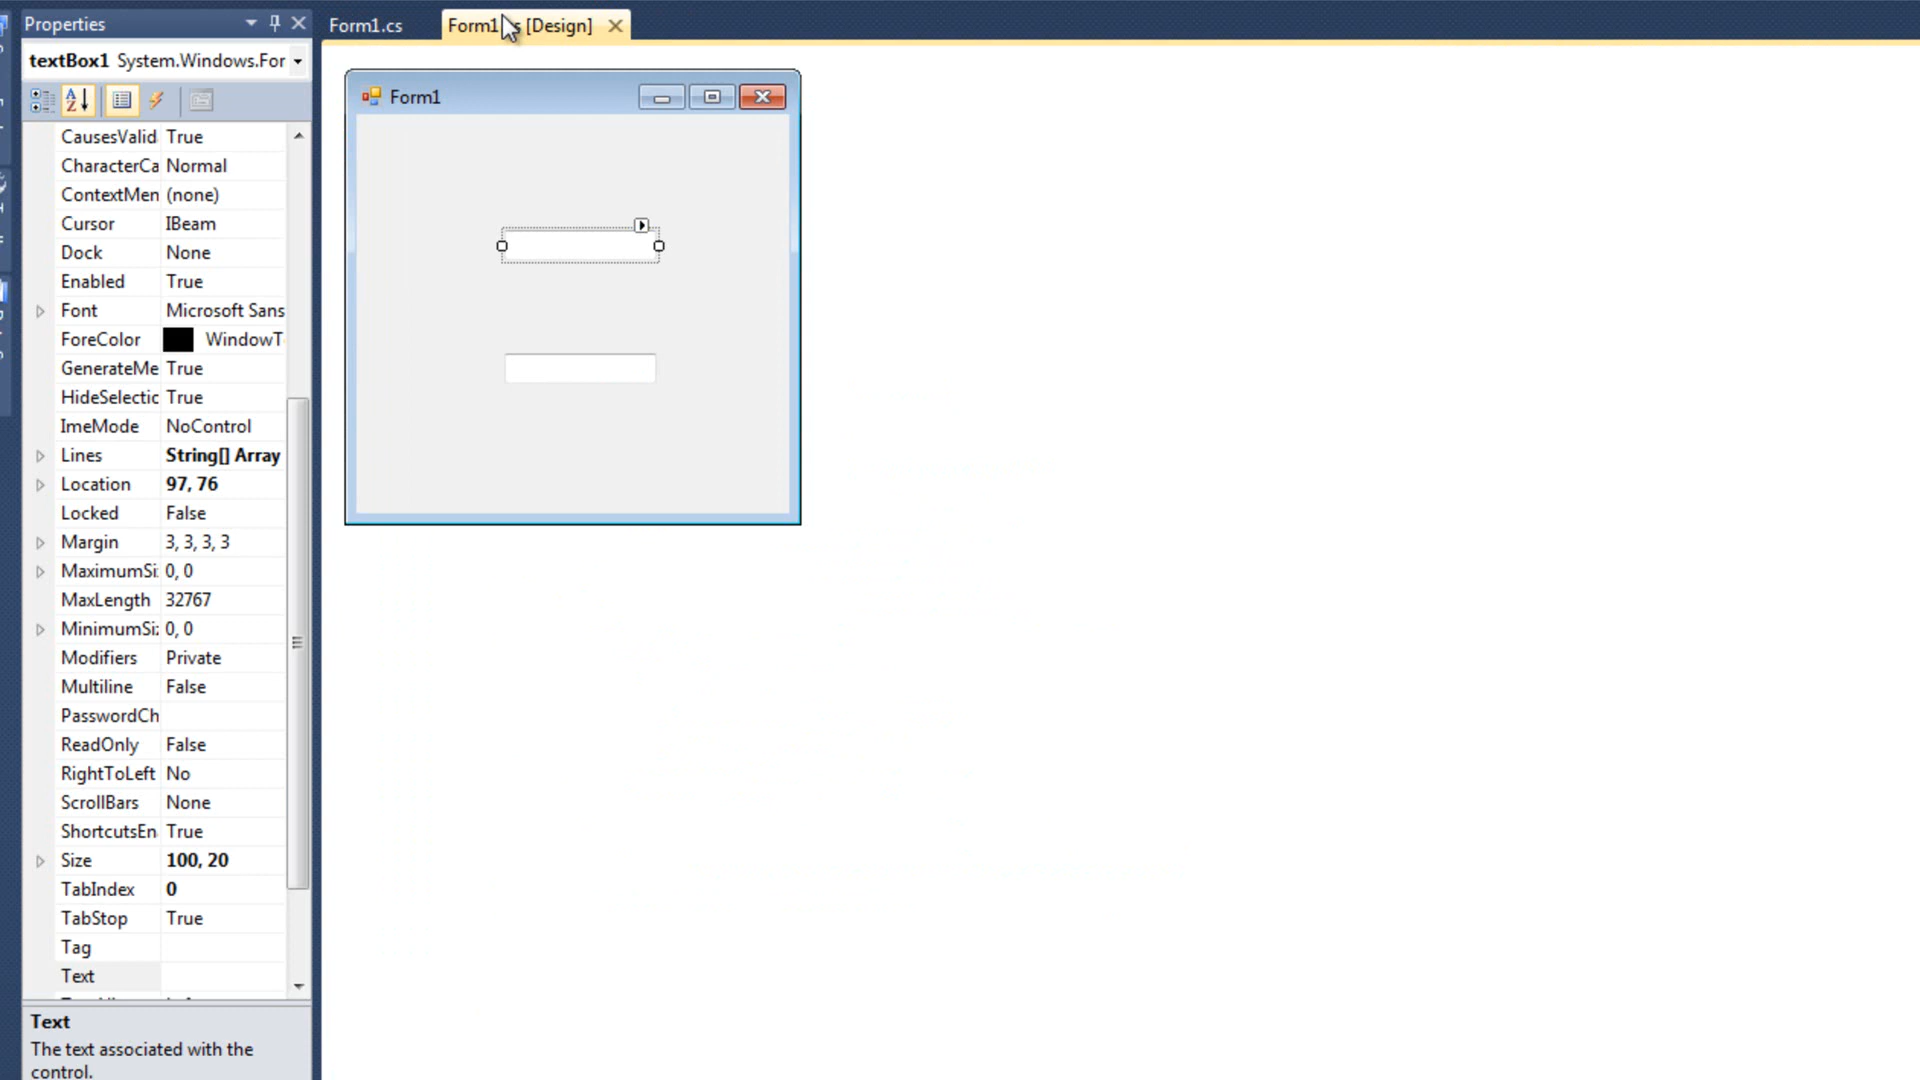 Properties
Form1.cs
Form1.cs [Design]
textBox1 System.Windows.For
CausesValid True
CharacterCa Normal
ContextMen (none)
Cursor IBeam
Dock None
Enabled True
Font Microsoft Sans
ForeColor WindowT
GenerateMe True
HideSelectic True
ImeMode NoControl
Lines String[] Array
Location 97, 76
Locked False
Margin 3, 3, 3, 3
MaximumSi 0, 0
MaxLength 32767
MinimumSi 0, 0
Modifiers Private
Multiline False
PasswordCh
ReadOnly False
RightToLeft No
ScrollBars None
ShortcutsEn True
Size 100, 20
TabIndex 0
TabStop True
Tag
Text
Text
The text associated with the
control.
Form1